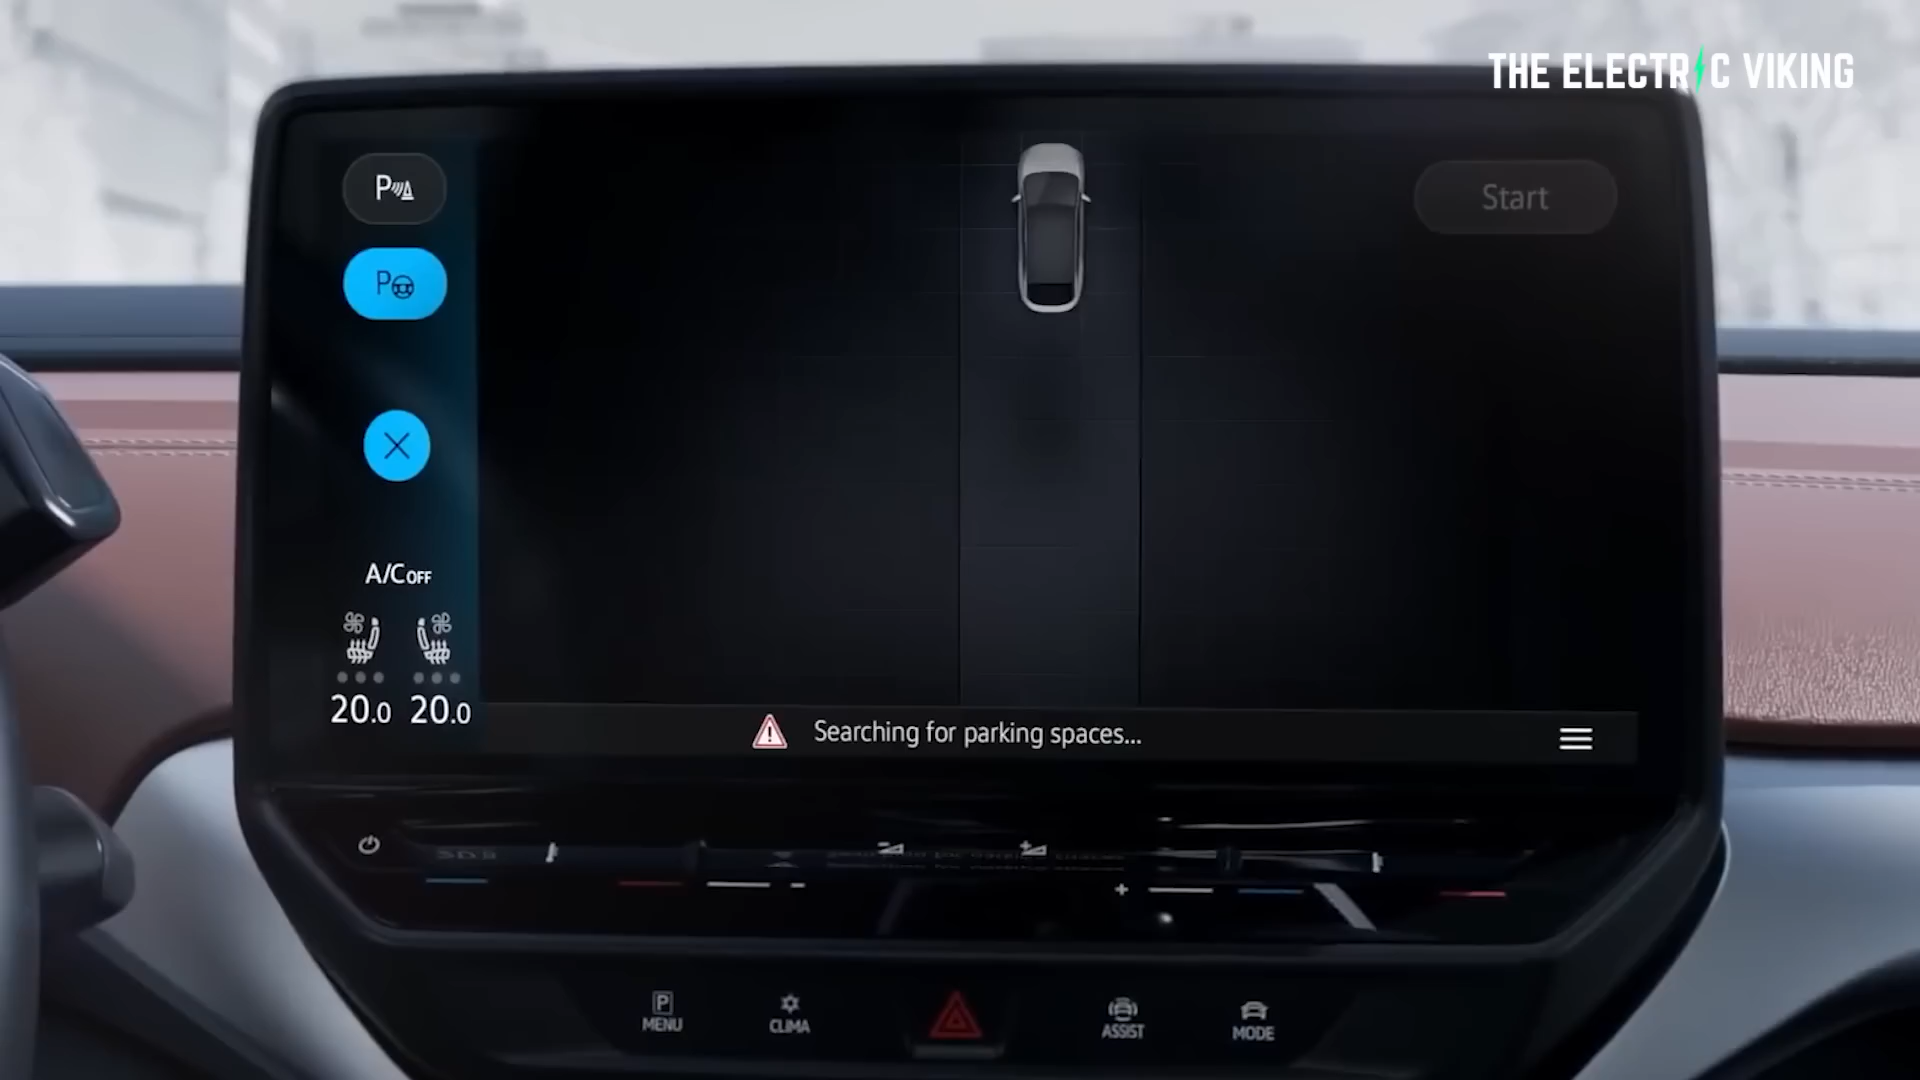 THE ELECTRIC VIKING
P
Start
P
A/C OFF
20.0 20.0
Searching for parking spaces...
P
MENU
CLIMA
ASSIST
MODE